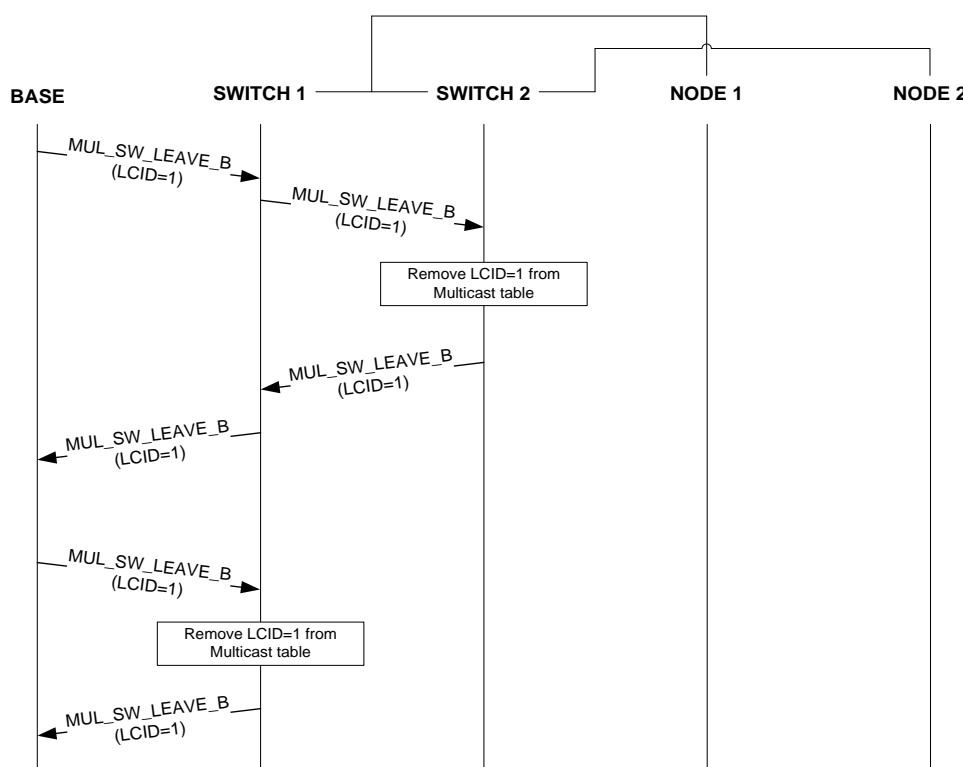 BASE
SWITCH 1
SWITCH 2
NODE 1
NODE 2
MUL_SW_LEAVE_B
(LCID=1)
MUL_SW_LEAVE_B
(LCID=1)
Remove LCID=1 from
Multicast table
MUL_SW_LEAVE_B
(LCID=1)
MUL_SW_LEAVE_B
(LCID=1)
MUL_SW_LEAVE_B
(LCID=1)
Remove LCID=1 from
Multicast table
MUL_SW_LEAVE_B
(LCID=1)